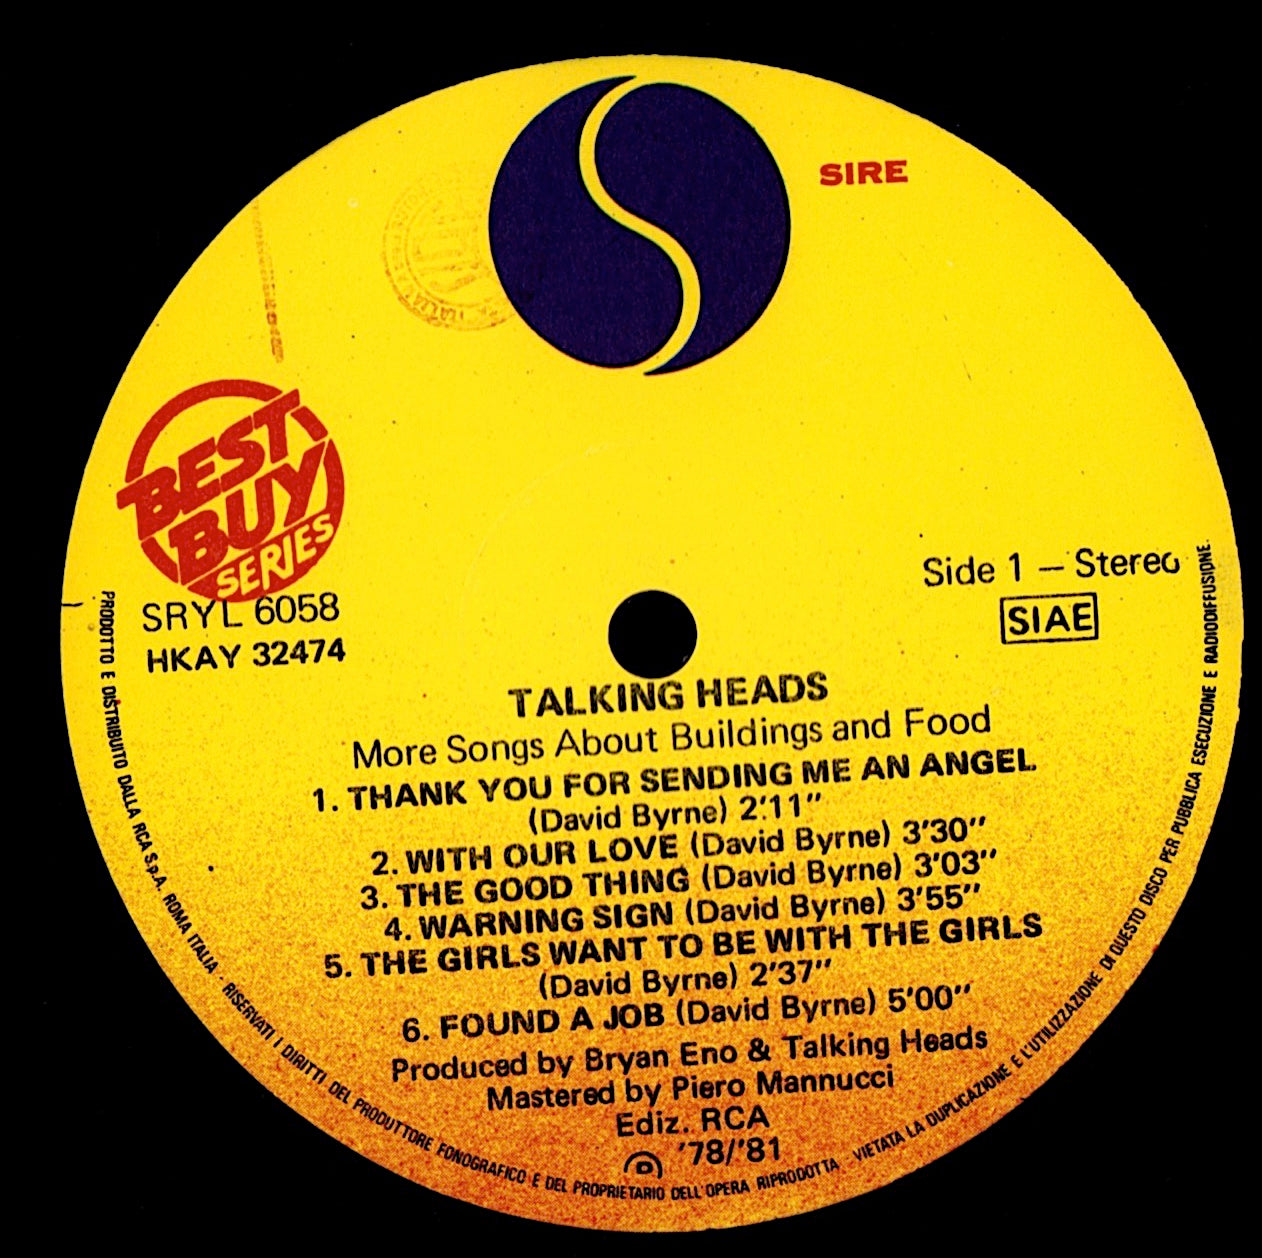 SIRE
BEST
BUY
SERIES
SRYL 6058
HKAY 32474
Side 1 – Stereo
SIAE
TALKING HEADS
More Songs About Buildings and Food
1. THANK YOU FOR SENDING ME AN ANGEL
(David Byrne) 2'11"
2. WITH OUR LOVE (David Byrne) 3'30"
3. THE GOOD THING (David Byrne) 3'03"
4. WARNING SIGN (David Byrne) 3'55"
5. THE GIRLS WANT TO BE WITH THE GIRLS
(David Byrne) 2'37"
6. FOUND A JOB (David Byrne) 5'00"
Produced by Bryan Eno & Talking Heads
Mastered by Piero Mannucci
Ediz. RCA
℗ '78/'81
PRODOTTO E DISTRIBUITO DALLA RCA S.p.A. ROMA ITALIA - RISERVATI I DIRITTI DEL PRODUTTORE FONOGRAFICO E DEL PROPRIETARIO DELL'OPERA RIPRODOTTA - VIETATA LA DUPLICAZIONE E L'UTILIZZAZIONE DI QUESTO DISCO PER PUBBLICA ESECUZIONE E RADIODIFFUSIONE.